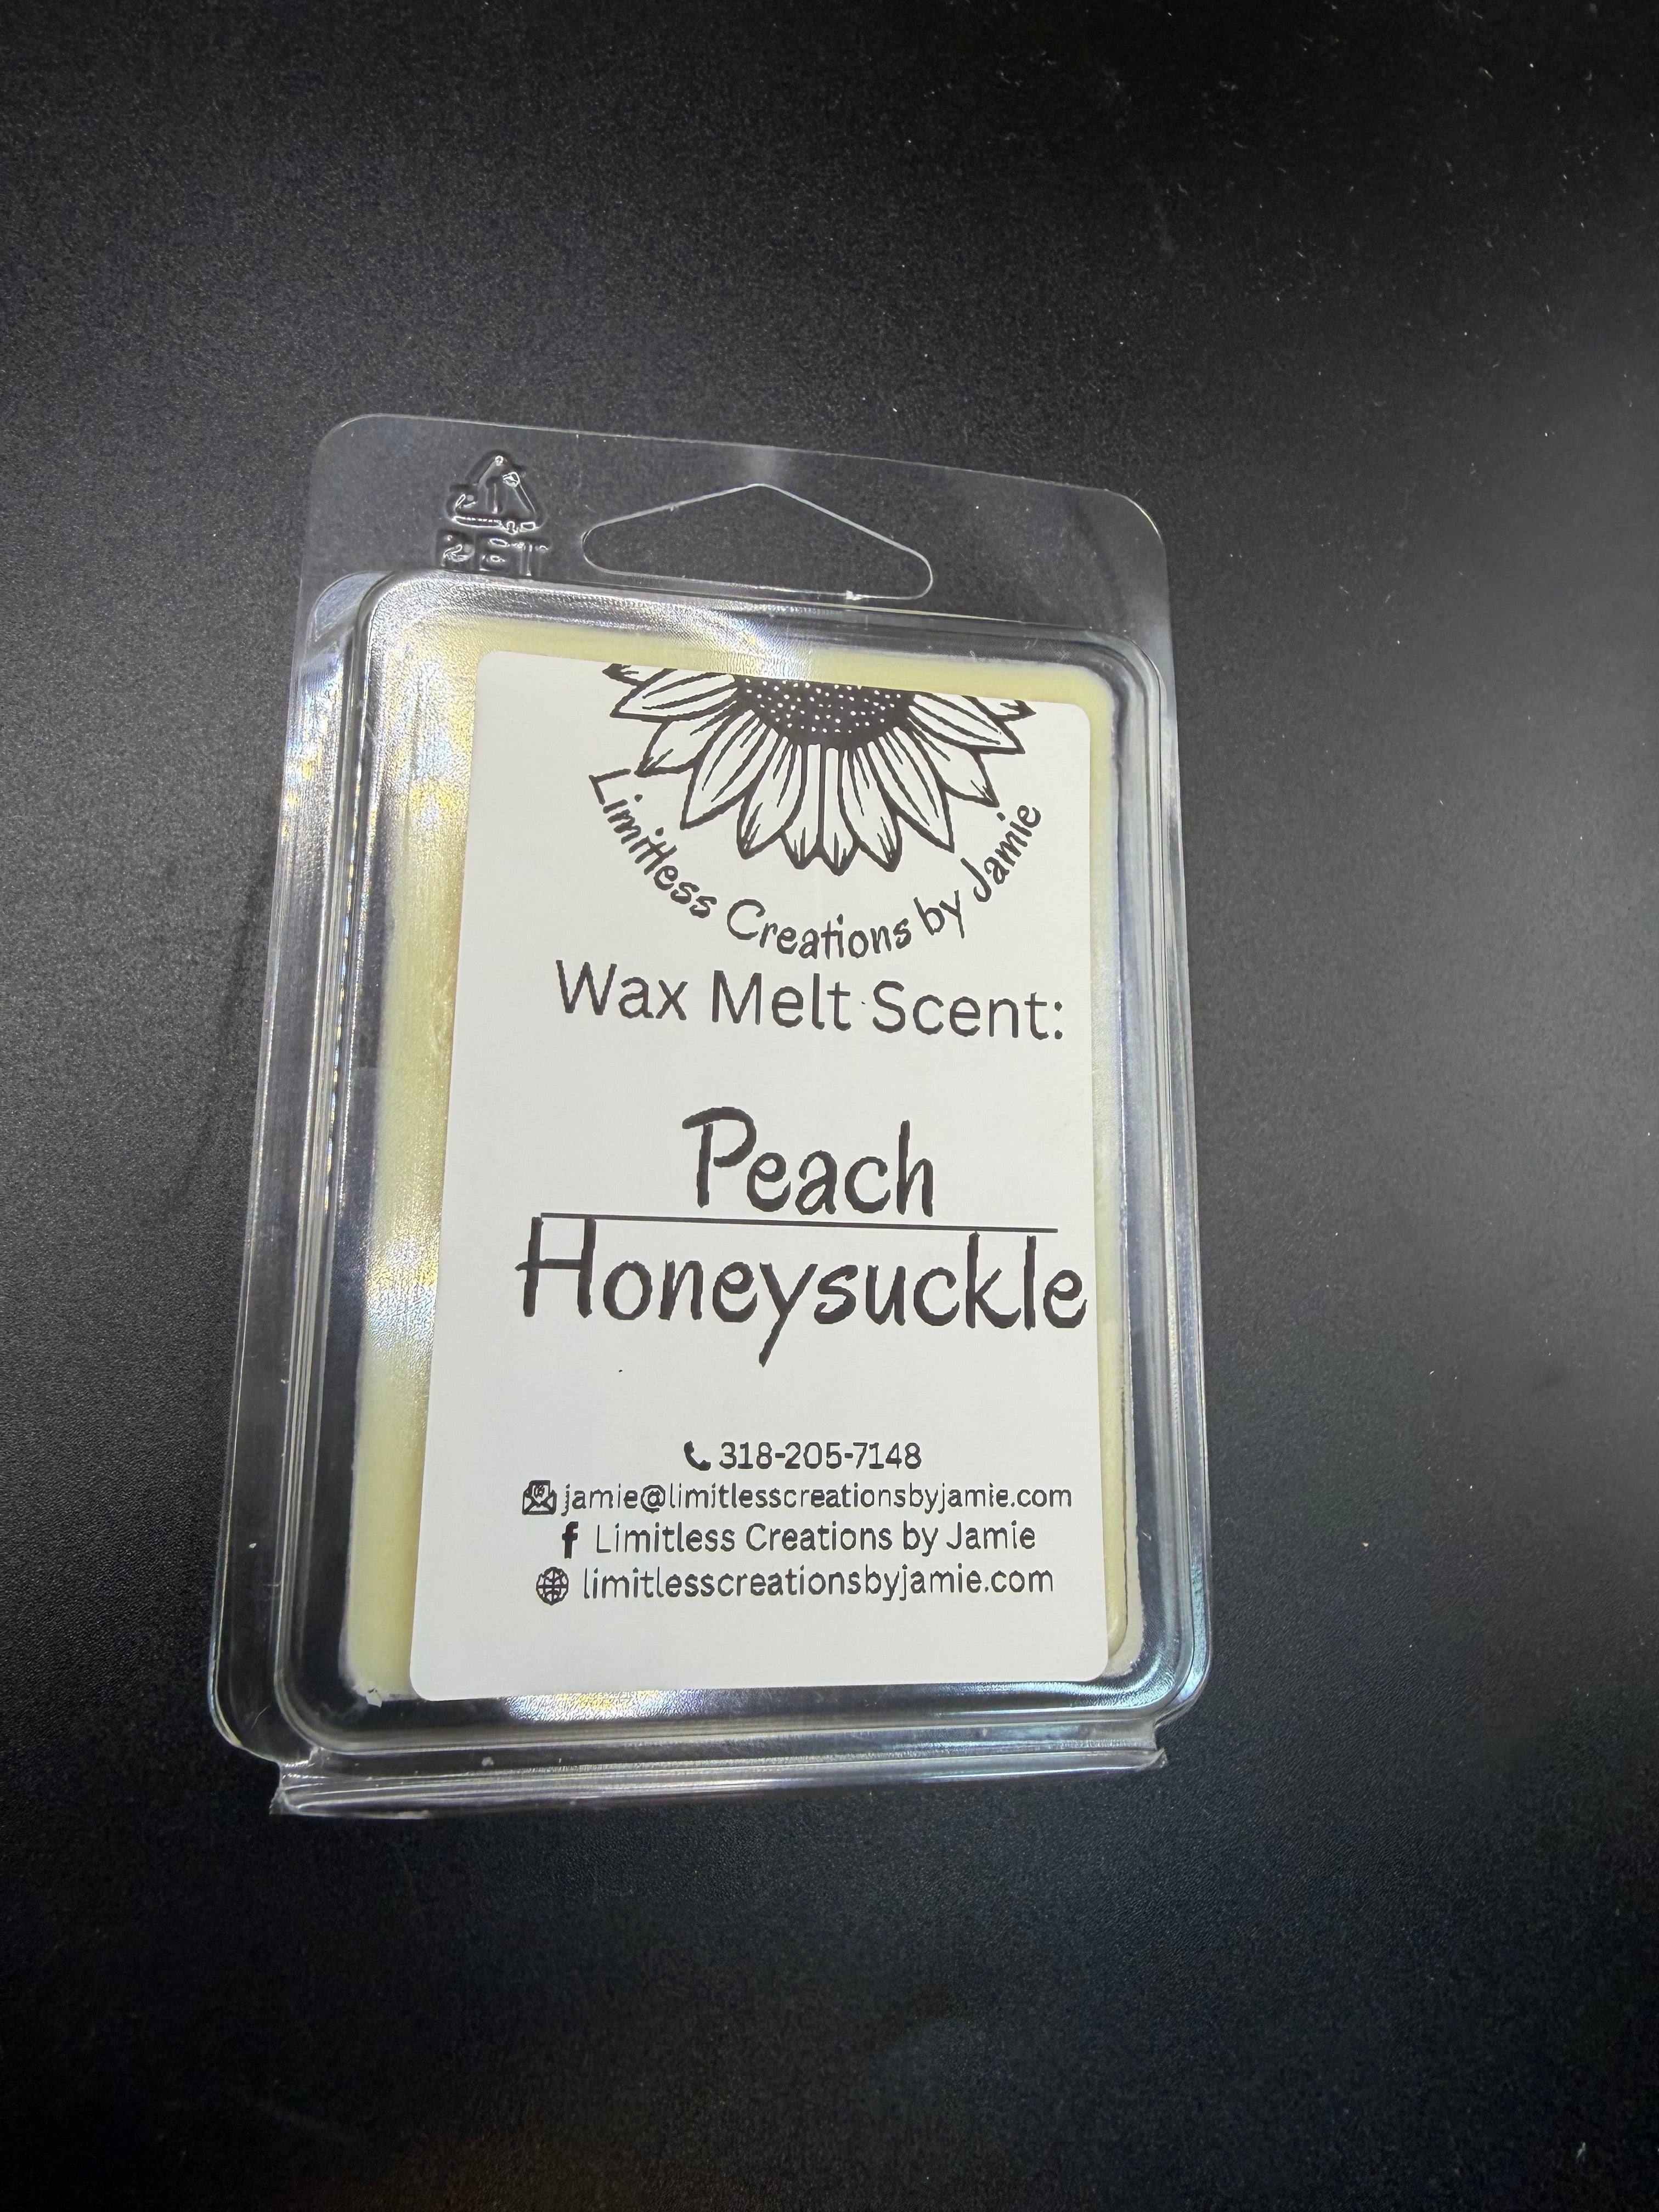 PET
Limitless Creations by Jamie
Wax Melt Scent:
Peach
Honeysuckle
318-205-7148
jamie@limitlesscreationsbyjamie.com
f Limitless Creations by Jamie
limitlesscreationsbyjamie.com